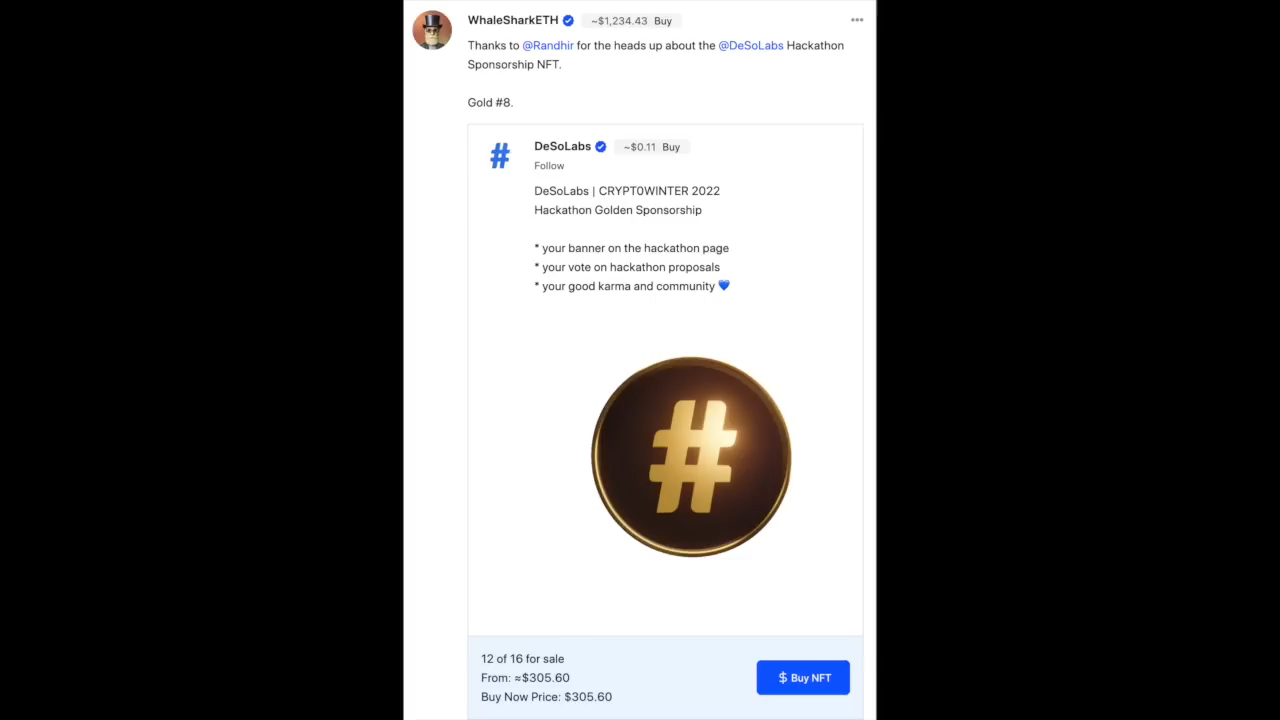 WhaleSharkETH ~$1,234.43 Buy
Thanks to @Randhir for the heads up about the @DeSoLabs Hackathon
Sponsorship NFT.
Gold #8.
# DeSoLabs ~$0.11 Buy
Follow
DeSoLabs | CRYPT0WINTER 2022
Hackathon Golden Sponsorship
* your banner on the hackathon page
* your vote on hackathon proposals
* your good karma and community 💙
#
12 of 16 for sale
From: ≈$305.60
Buy Now Price: $305.60
$ Buy NFT